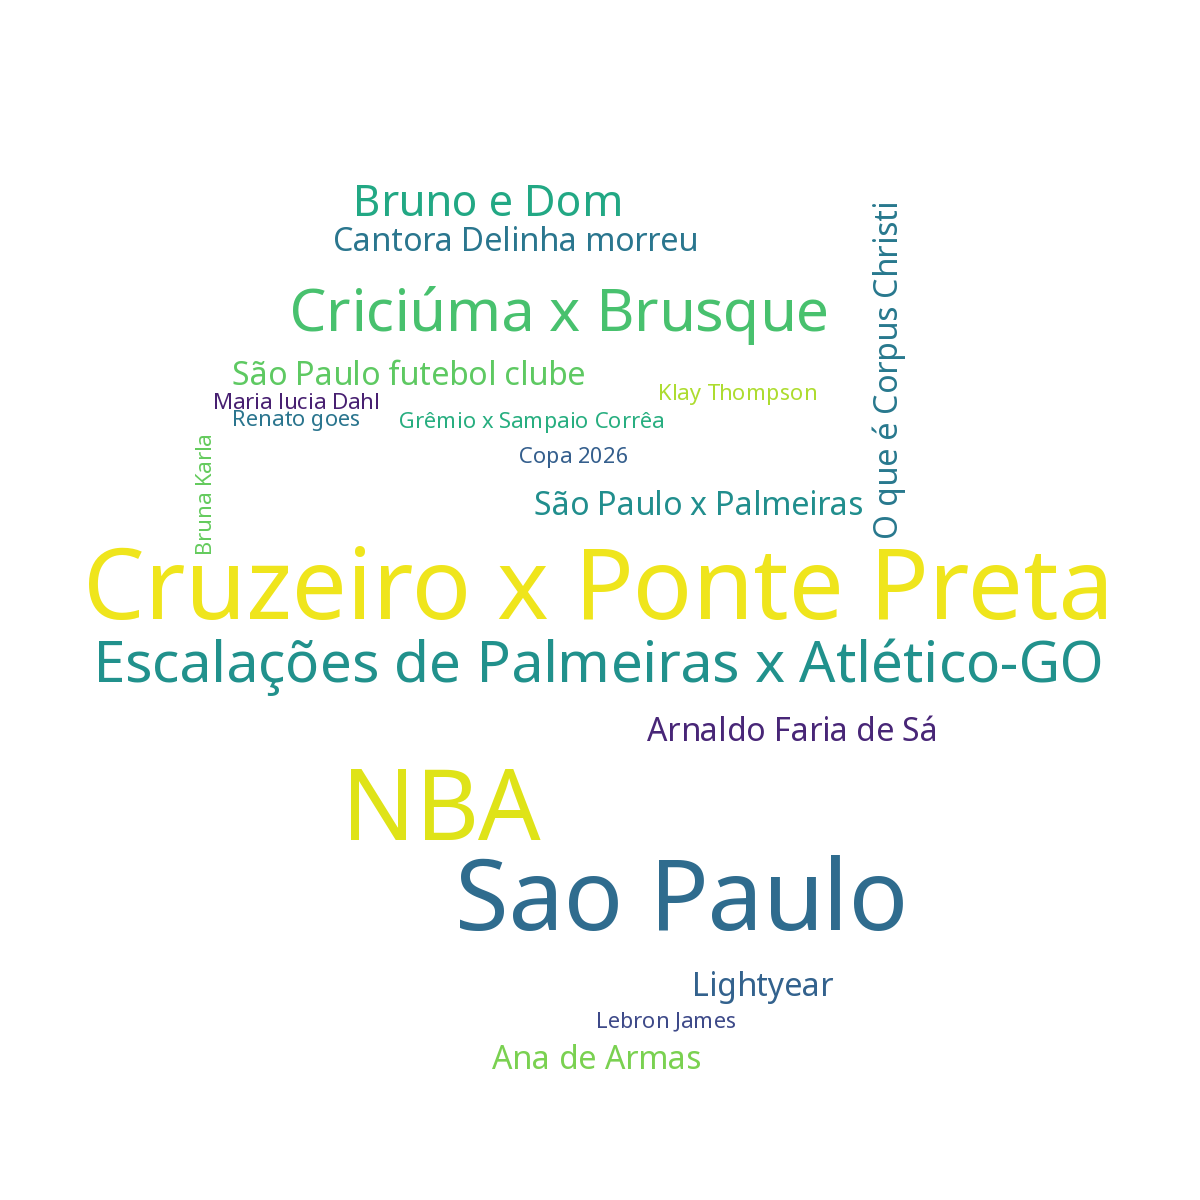 Bruno e Dom
Cantora Delinha morreu
O que é Corpus Christi
Criciúma x Brusque
São Paulo futebol clube
Klay Thompson
Maria lucia Dahl
Renato goes
Grêmio x Sampaio Corrêa
Bruna Karla
Copa 2026
São Paulo x Palmeiras
Cruzeiro x Ponte Preta
Escalações de Palmeiras x Atlético-GO
Arnaldo Faria de Sá
NBA
Sao Paulo
Lightyear
Lebron James
Ana de Armas